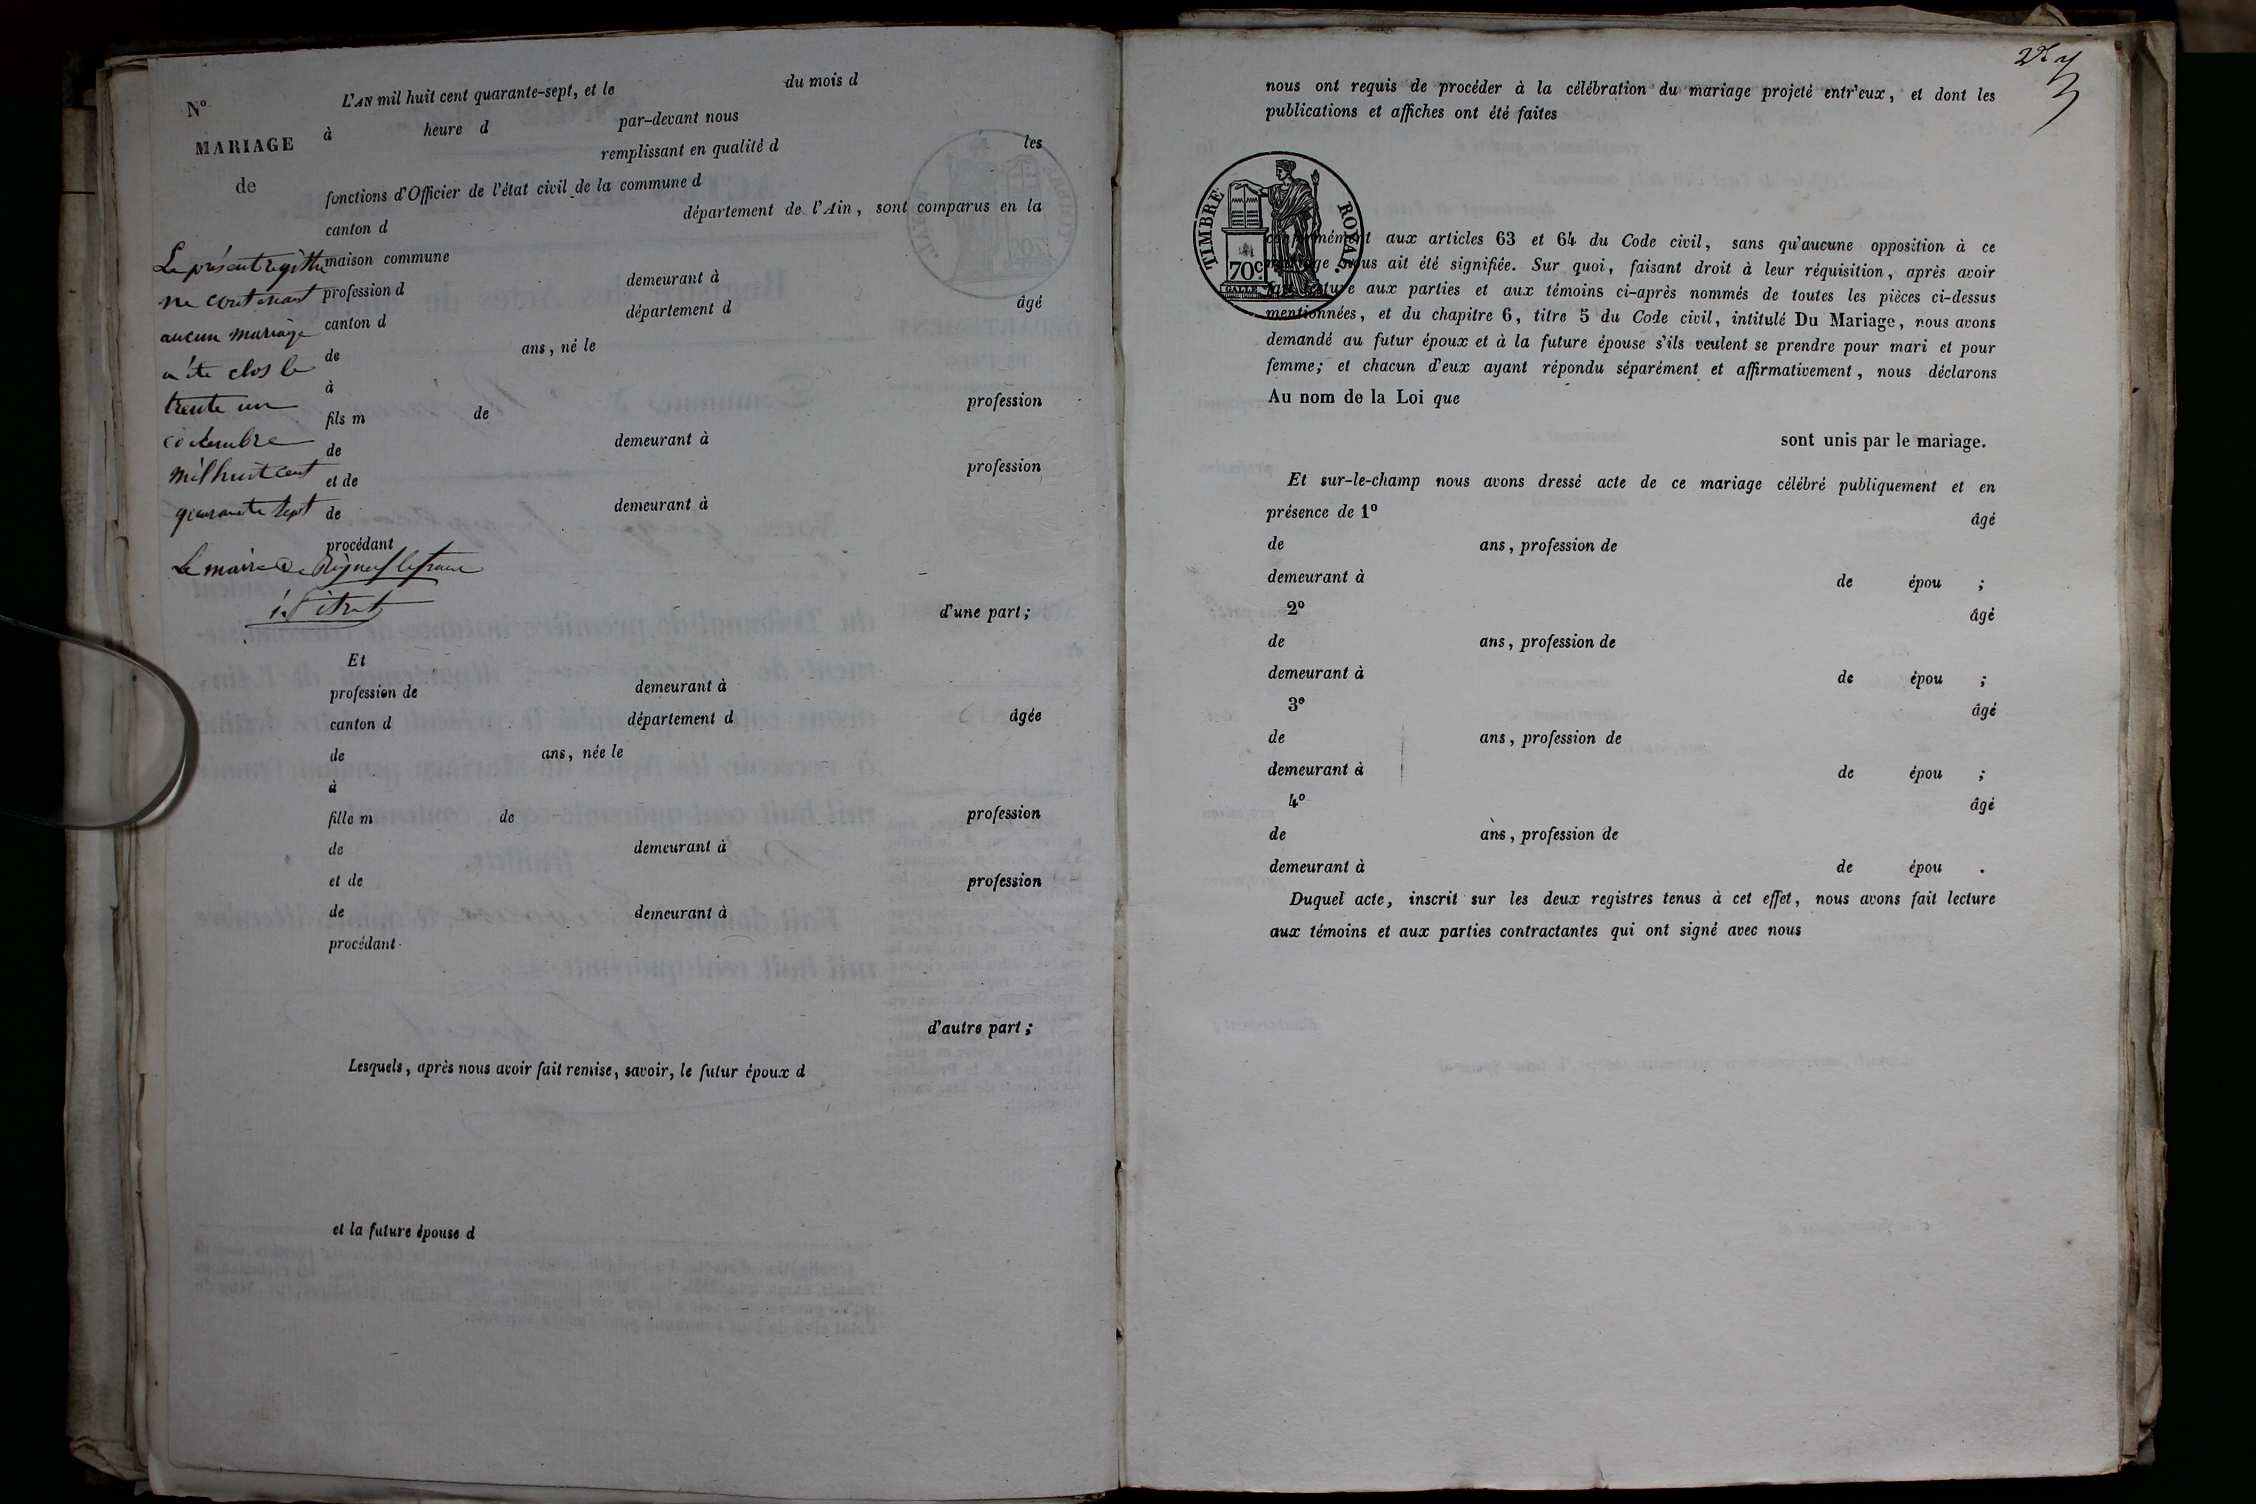 N°
MARIAGE
de
Le présent registre
ne contenant
aucun mariage
a été clos le
trente un
décembre
mil huit cent
quarante sept
Le maire de
L'AN mil huit cent quarante-sept, et le du mois d
à heure d par-devant nous
remplissant en qualité d les
fonctions d'Officier de l'état civil de la commune d
canton d département de l'Ain, sont comparus en la
maison commune
profession d demeurant à
canton d département d âgé
de ans, né le
à
fils m de profession
de demeurant à
et de profession
de demeurant à
procédant
d'une part;
Et
profession de demeurant à
canton d département d âgée
de ans, née le
à
fille m de profession
de demeurant à
et de profession
de demeurant à
procédant
d'autre part;
Lesquels, après nous avoir fait remise, savoir, le futur époux d
et la future épouse d
nous ont requis de procéder à la célébration du mariage projeté entr'eux, et dont les
publications et affiches ont été faites
TIMBRE ROYAL.
70c
conformément aux articles 63 et 64 du Code civil, sans qu'aucune opposition à ce
mariage nous ait été signifiée. Sur quoi, faisant droit à leur réquisition, après avoir
fait lecture aux parties et aux témoins ci-après nommés de toutes les pièces ci-dessus
mentionnées, et du chapitre 6, titre 5 du Code civil, intitulé Du Mariage, nous avons
demandé au futur époux et à la future épouse s'ils veulent se prendre pour mari et pour
femme; et chacun d'eux ayant répondu séparément et affirmativement, nous déclarons
Au nom de la Loi que
sont unis par le mariage.
Et sur-le-champ nous avons dressé acte de ce mariage célébré publiquement et en
présence de 1° âgé
de ans, profession de
demeurant à de épou ;
2° âgé
de ans, profession de
demeurant à de épou ;
3° âgé
de ans, profession de
demeurant à de épou ;
4° âgé
de ans, profession de
demeurant à de épou .
Duquel acte, inscrit sur les deux registres tenus à cet effet, nous avons fait lecture
aux témoins et aux parties contractantes qui ont signé avec nous